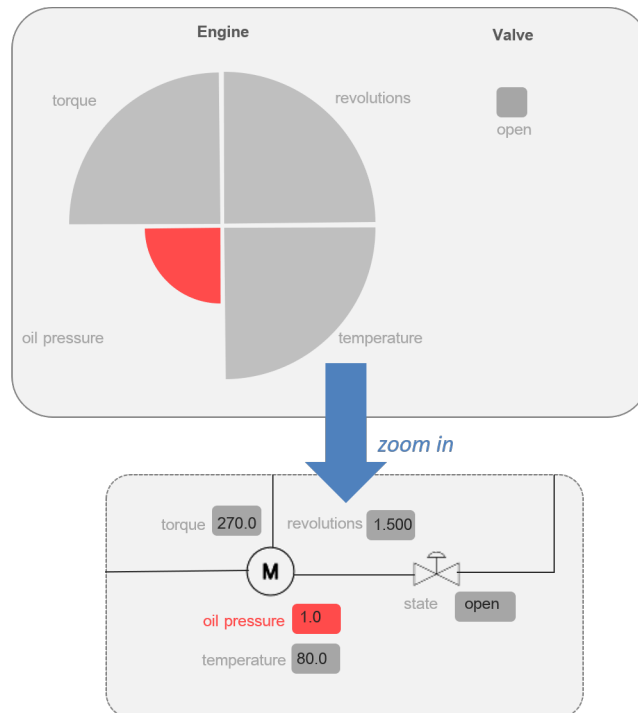 Engine
Valve
torque
revolutions
open
oil pressure
temperature
zoom in
torque 270.0 revolutions 1.500
M
state open
oil pressure 1.0
temperature 80.0